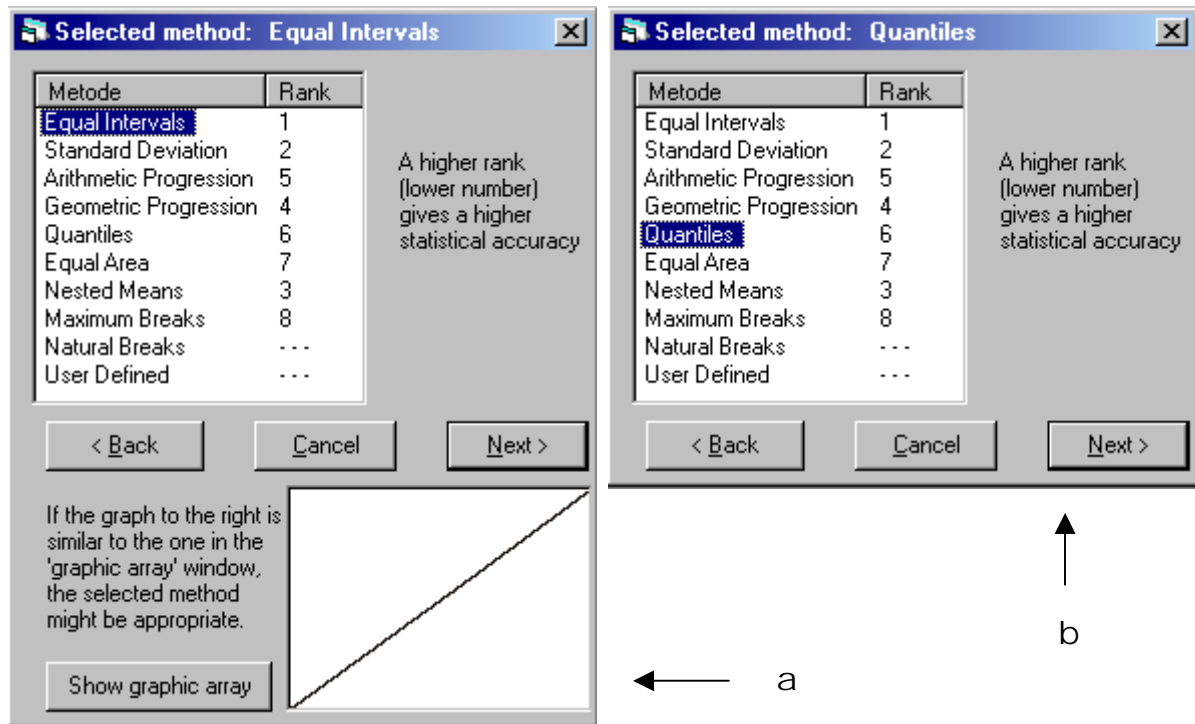 Selected method: Equal Intervals
Metode Rank
Equal Intervals 1
Standard Deviation 2
Arithmetic Progression 5
Geometric Progression 4
Quantiles 6
Equal Area 7
Nested Means 3
Maximum Breaks 8
Natural Breaks - - -
User Defined - - -
A higher rank
(lower number)
gives a higher
statistical accuracy
< Back Cancel Next >
If the graph to the right is
similar to the one in the
'graphic array' window,
the selected method
might be appropriate.
Show graphic array
a
Selected method: Quantiles
Metode Rank
Equal Intervals 1
Standard Deviation 2
Arithmetic Progression 5
Geometric Progression 4
Quantiles 6
Equal Area 7
Nested Means 3
Maximum Breaks 8
Natural Breaks - - -
User Defined - - -
A higher rank
(lower number)
gives a higher
statistical accuracy
< Back Cancel Next >
b